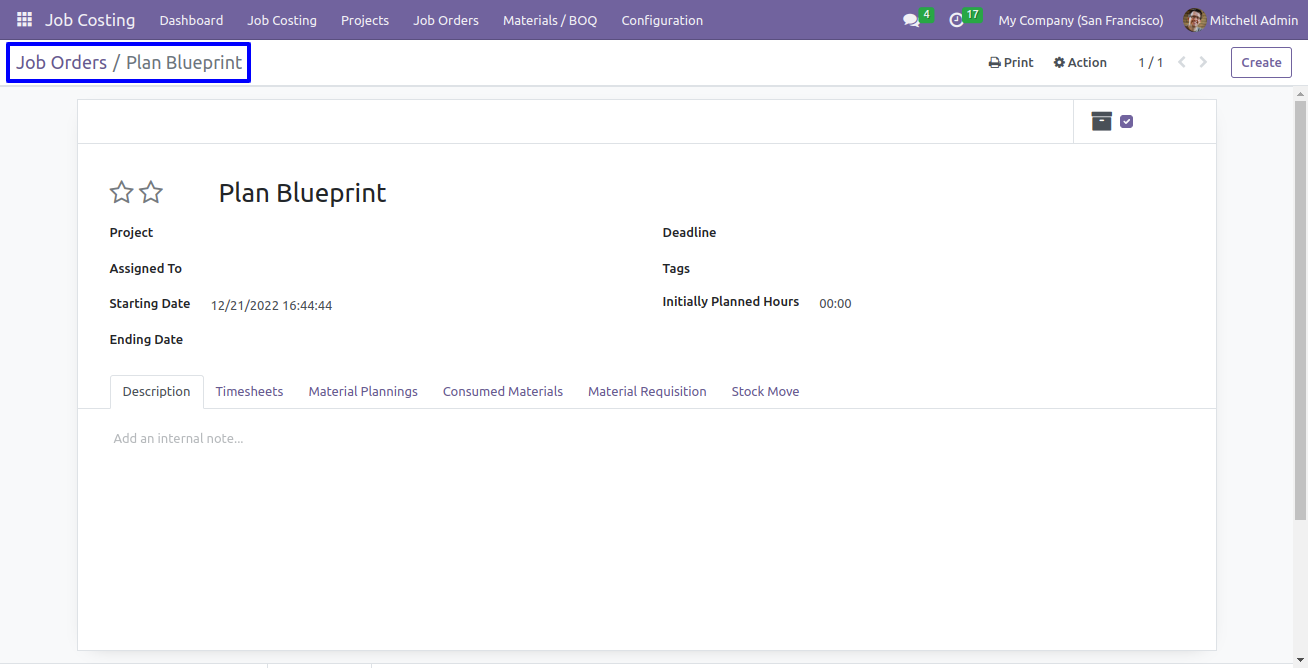 Job Costing Dashboard Job Costing Projects Job Orders Materials / BOQ Configuration 4 17 My Company (San Francisco) Mitchell Admin
Job Orders / Plan Blueprint Print Action 1 / 1 Create
Plan Blueprint
Project Deadline
Assigned To Tags
Starting Date 12/21/2022 16:44:44 Initially Planned Hours 00:00
Ending Date
Description Timesheets Material Plannings Consumed Materials Material Requisition Stock Move
Add an internal note...